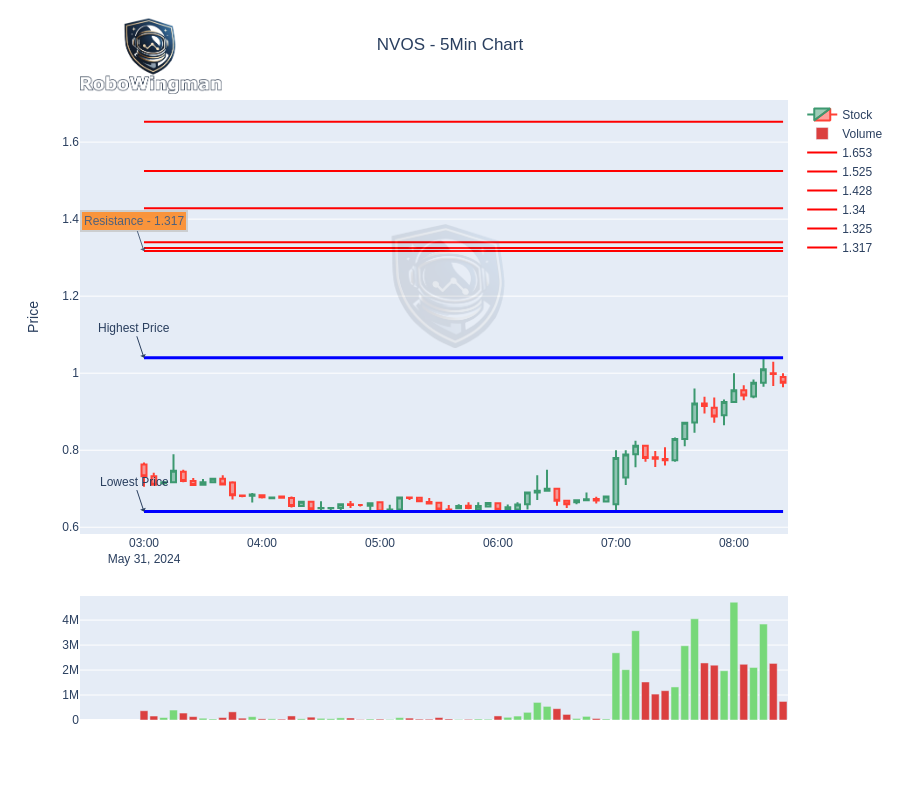 RoboWingman
NVOS - 5Min Chart
Stock
Volume
1.653
1.525
1.428
1.34
1.325
1.317
Price
1.6
1.4
1.2
1
0.8
0.6
Resistance - 1.317
Highest Price
Lowest Price
03:00
04:00
05:00
06:00
07:00
08:00
May 31, 2024
4M
3M
2M
1M
0